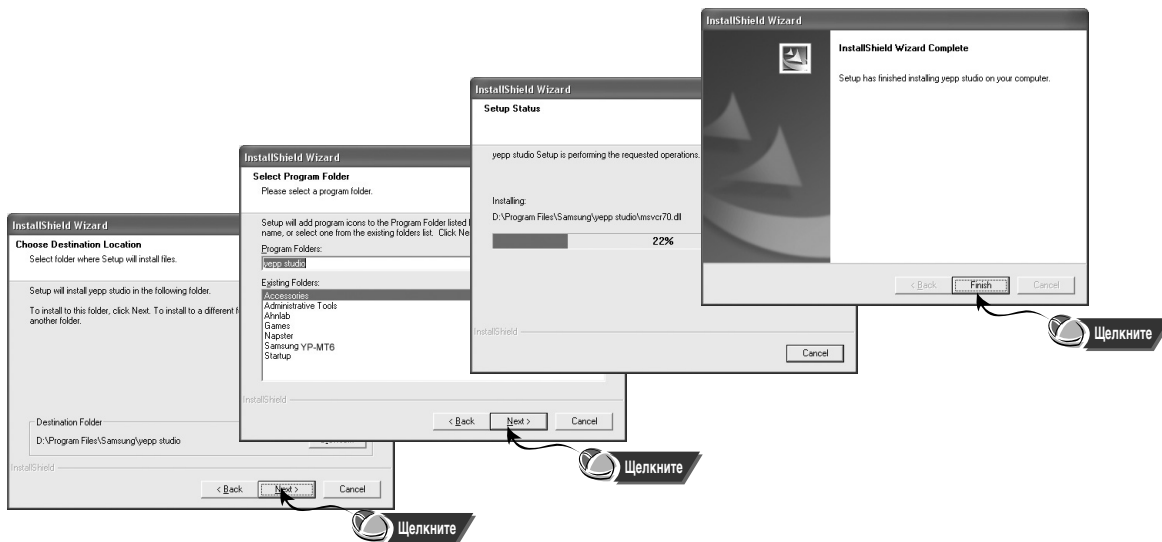 InstallShield Wizard
Choose Destination Location
Select folder where Setup will install files.
Setup will install yepp studio in the following folder.
To install to this folder, click Next. To install to a different
another folder.
Destination Folder
D:\Program Files\Samsung\yepp studio
InstallShield
< Back
Next >
Cancel
Щелкните
InstallShield Wizard
Select Program Folder
Please select a program folder.
Setup will add program icons to the Program Folder listed
name, or select one from the existing folders list. Click
Program Folders:
yepp studio
Existing Folders:
Accessories
Administrative Tools
Ahnlab
Games
Napster
Samsung YP-MT6
Startup
InstallShield
< Back
Next >
Cancel
Щелкните
InstallShield Wizard
Setup Status
yepp studio Setup is performing the requested operations.
Installing:
D:\Program Files\Samsung\yepp studio\msvcr70.dll
22%
InstallShield
Cancel
InstallShield Wizard
InstallShield Wizard Complete
Setup has finished installing yepp studio on your computer.
< Back
Finish
Cancel
Щелкните